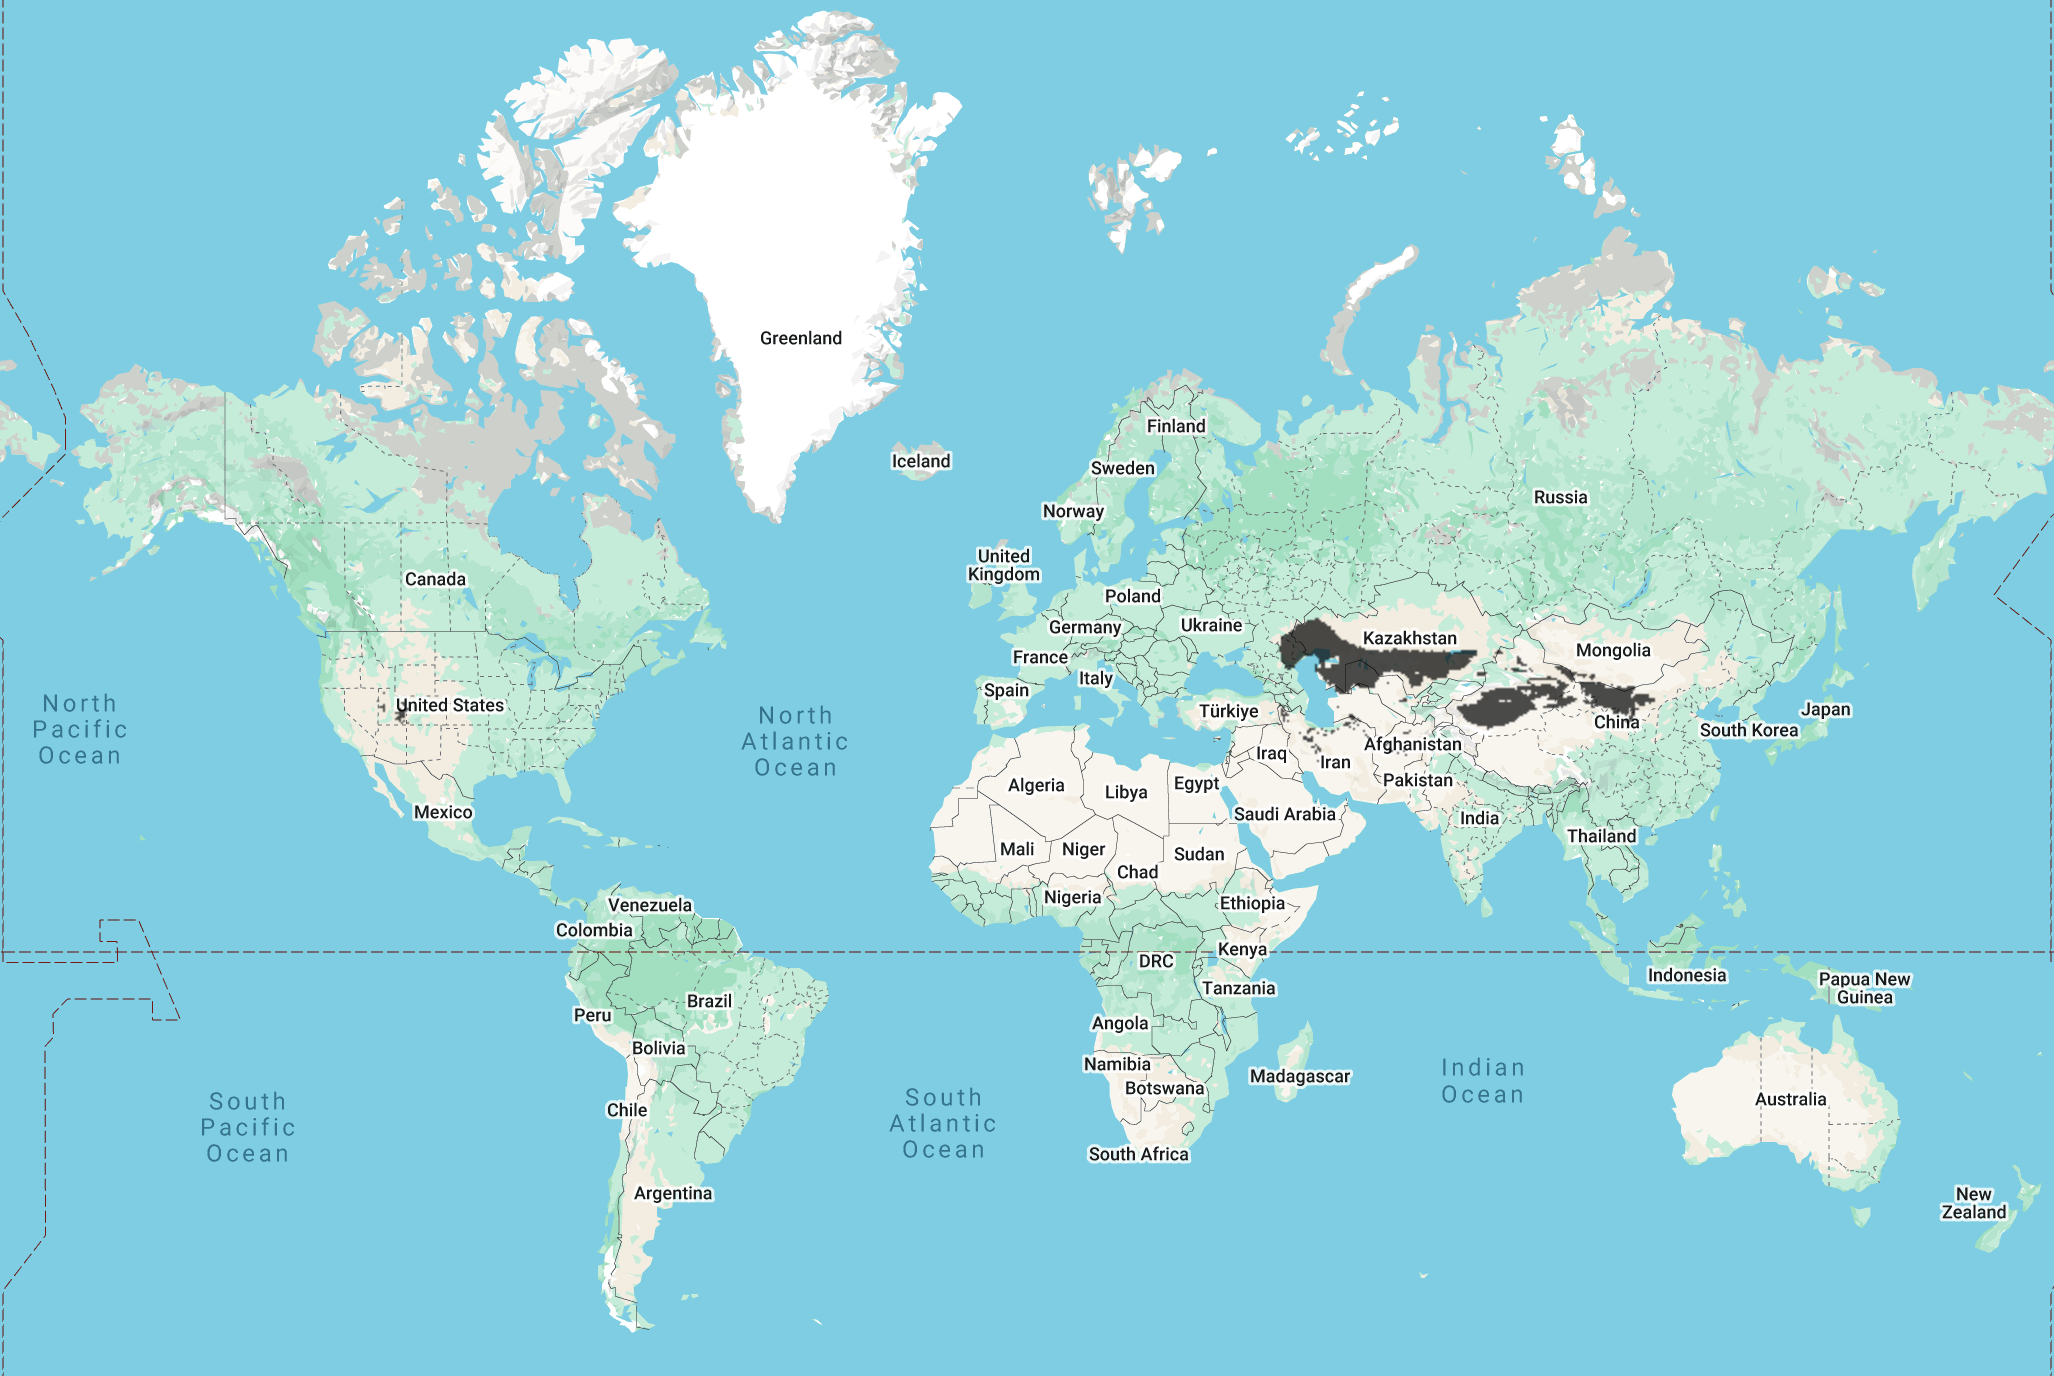 Greenland
Finland
Iceland
Sweden
Russia
Norway
United
Kingdom
Canada
Poland
Germany
Ukraine
Kazakhstan
Mongolia
France
Italy
Spain
North
Pacific
Ocean
United States
North
Atlantic
Ocean
Türkiye
China
Japan
South Korea
Afghanistan
Iraq
Iran
Algeria
Libya
Egypt
Pakistan
Mexico
Saudi Arabia
India
Thailand
Mali
Niger
Chad
Sudan
Nigeria
Ethiopia
Venezuela
Colombia
Kenya
DRC
Indonesia
Papua New
Guinea
Tanzania
Brazil
Peru
Angola
Bolivia
Namibia
Botswana
Madagascar
Indian
Ocean
Chile
South
Pacific
Ocean
South
Atlantic
Ocean
Australia
South Africa
Argentina
New
Zealand